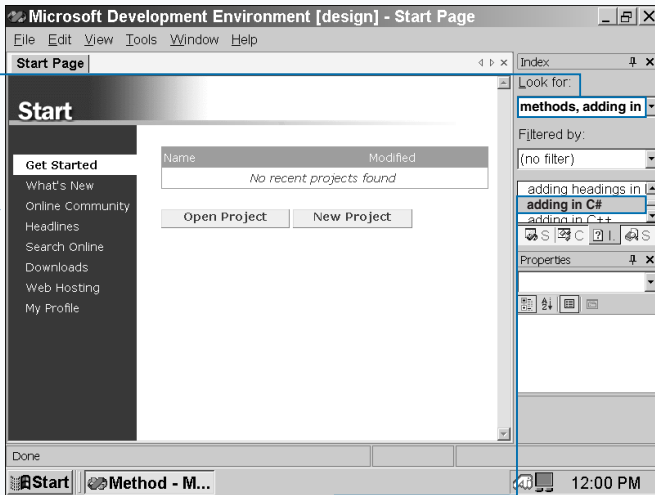 Microsoft Development Environment [design] - Start Page
File Edit View Tools Window Help
Start Page
Index
Look for:
methods, adding in
Filtered by:
(no filter)
adding headings in
adding in C#
adding in C++
S C I. S
Properties
Start
Get Started
What's New
Online Community
Headlines
Search Online
Downloads
Web Hosting
My Profile
Name Modified
No recent projects found
Open Project New Project
Done
Start Method - M... 12:00 PM